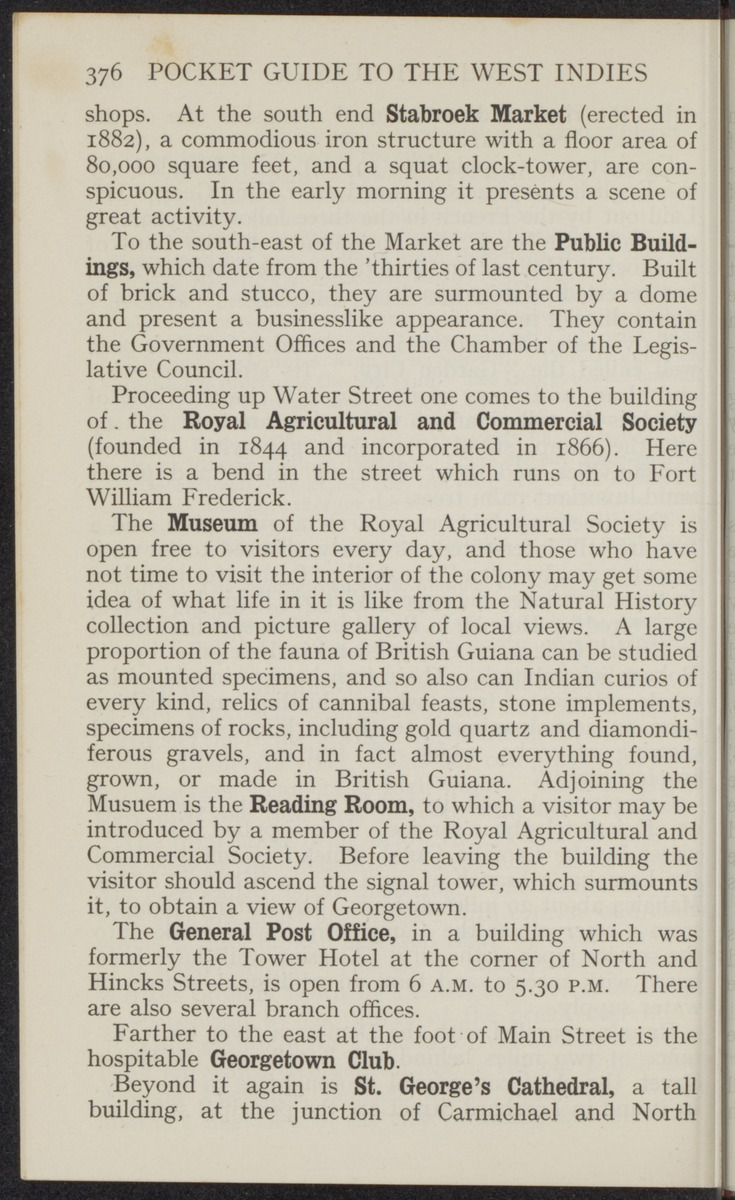 376 POCKET GUIDE TO THE WEST INDIES
shops. At the south end Stabroek Market (erected in
1882), a commodious iron structure with a floor area of
80,000 square feet, and a squat clock-tower, are con-
spicuous. In the early morning it presents a scene of
great activity.
To the south-east of the Market are the Public Build-
ings, which date from the 'thirties of last century. Built
of brick and stucco, they are surmounted by a dome
and present a businesslike appearance. They contain
the Government Offices and the Chamber of the Legis-
lative Council.
Proceeding up Water Street one comes to the building
of the Royal Agricultural and Commercial Society
(founded in 1844 and incorporated in 1866). Here
there is a bend in the street which runs on to Fort
William Frederick.
The Museum of the Royal Agricultural Society is
open free to visitors every day, and those who have
not time to visit the interior of the colony may get some
idea of what life in it is like from the Natural History
collection and picture gallery of local views. A large
proportion of the fauna of British Guiana can be studied
as mounted specimens, and so also can Indian curios of
every kind, relics of cannibal feasts, stone implements,
specimens of rocks, including gold quartz and diamondi-
ferous gravels, and in fact almost everything found,
grown, or made in British Guiana. Adjoining the
Musuem is the Reading Room, to which a visitor may be
introduced by a member of the Royal Agricultural and
Commercial Society. Before leaving the building the
visitor should ascend the signal tower, which surmounts
it, to obtain a view of Georgetown.
The General Post Office, in a building which was
formerly the Tower Hotel at the corner of North and
Hincks Streets, is open from 6 A.M. to 5.30 P.M. There
are also several branch offices.
Farther to the east at the foot of Main Street is the
hospitable Georgetown Club.
Beyond it again is St. George's Cathedral, a tall
building, at the junction of Carmichael and North